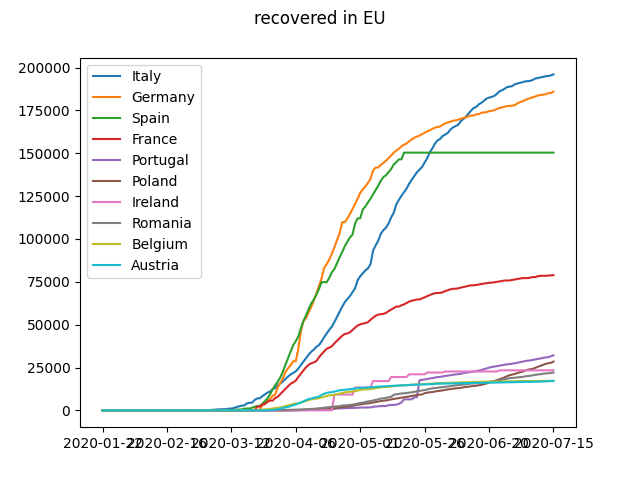 recovered in EU
200000
175000
150000
125000
100000
75000
50000
25000
0
Italy
Germany
Spain
France
Portugal
Poland
Ireland
Romania
Belgium
Austria
2020-01-22
2020-02-16
2020-03-12
2020-04-06
2020-05-01
2020-05-26
2020-06-20
2020-07-15